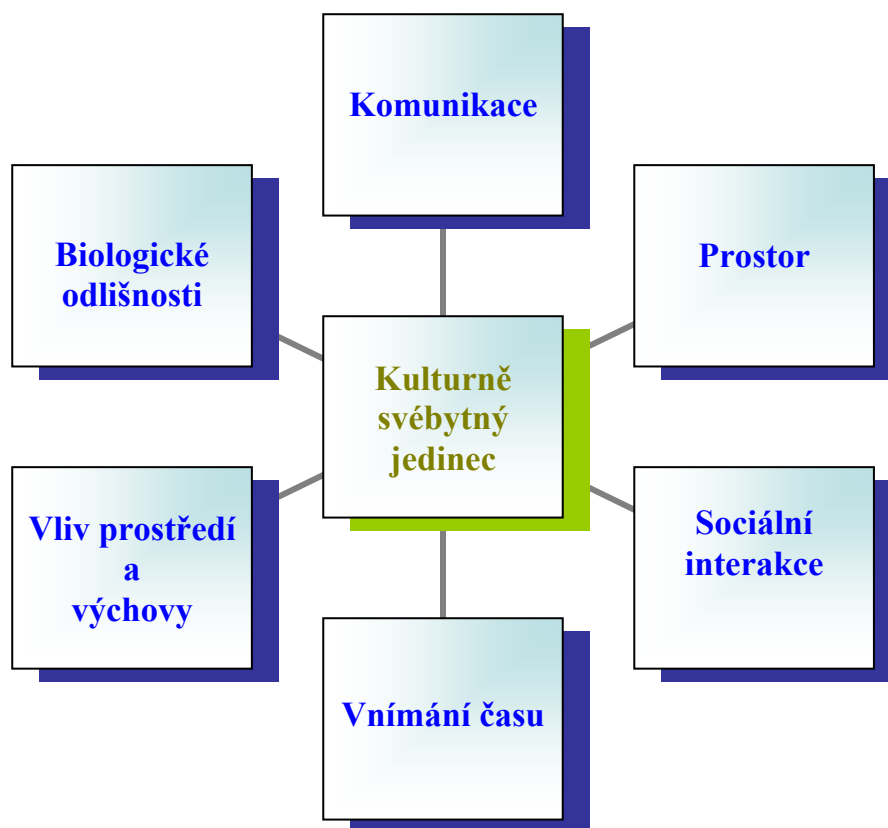 Komunikace
Biologické
odlišnosti
Prostor
Kulturně
svébytný
jedinec
Vliv prostředí
a
výchovy
Sociální
interakce
Vnímání času